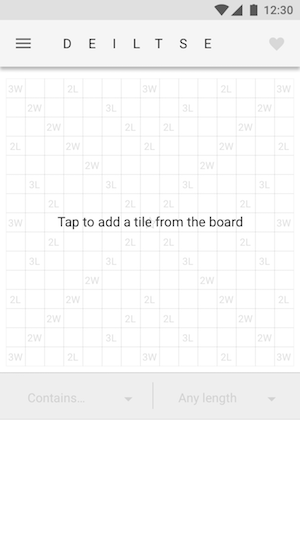 12:30
D E I L T S E
3W 2L 3W 2L 3W
2W 3L 3L 2W
2W 2L 2L 2W
2L 2W 2L 2W 2L
2W 2W
3L 3L 3L 3L
2L 2L 2L 2L
3W Tap to add a tile from the board 3W
2L 2L 2L 2L
3L 3L 3L 3L
2W 2W
2L 2W 2L 2W 2L
2W 2L 2L 2W
2W 3L 3L 2W
3W 2L 3W 2L 3W
Contains... Any length